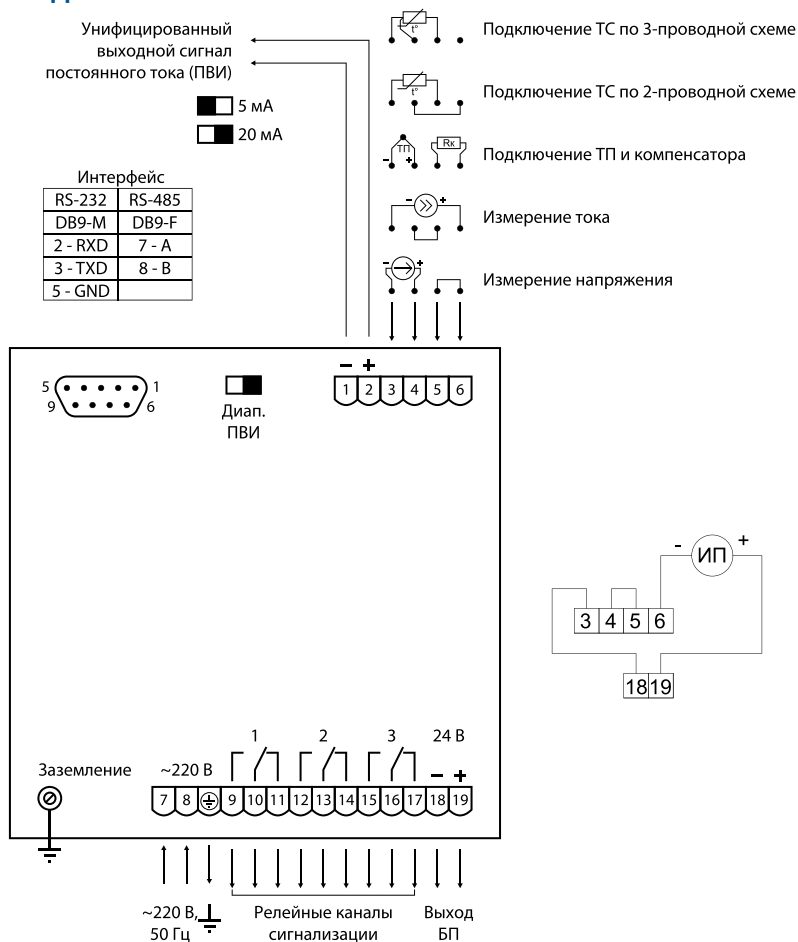 Унифицированный
выходной сигнал
постоянного тока (ПВИ)
5 мА
20 мА
Интерфейс
RS-232 RS-485
DB9-M DB9-F
2 - RXD 7 - A
3 - TXD 8 - B
5 - GND
t°
Подключение ТС по 3-проводной схеме
t°
Подключение ТС по 2-проводной схеме
ТП Rк
- +
Подключение ТП и компенсатора
- +
Измерение тока
- +
Измерение напряжения
5 1
9 6
Диап.
ПВИ
- +
1 2 3 4 5 6
- ИП +
3 4 5 6
18 19
1 2 3 24 В
Заземление ~220 В
- +
7 8 9 10 11 12 13 14 15 16 17 18 19
~220 В,
50 Гц
Релейные каналы
сигнализации
Выход
БП